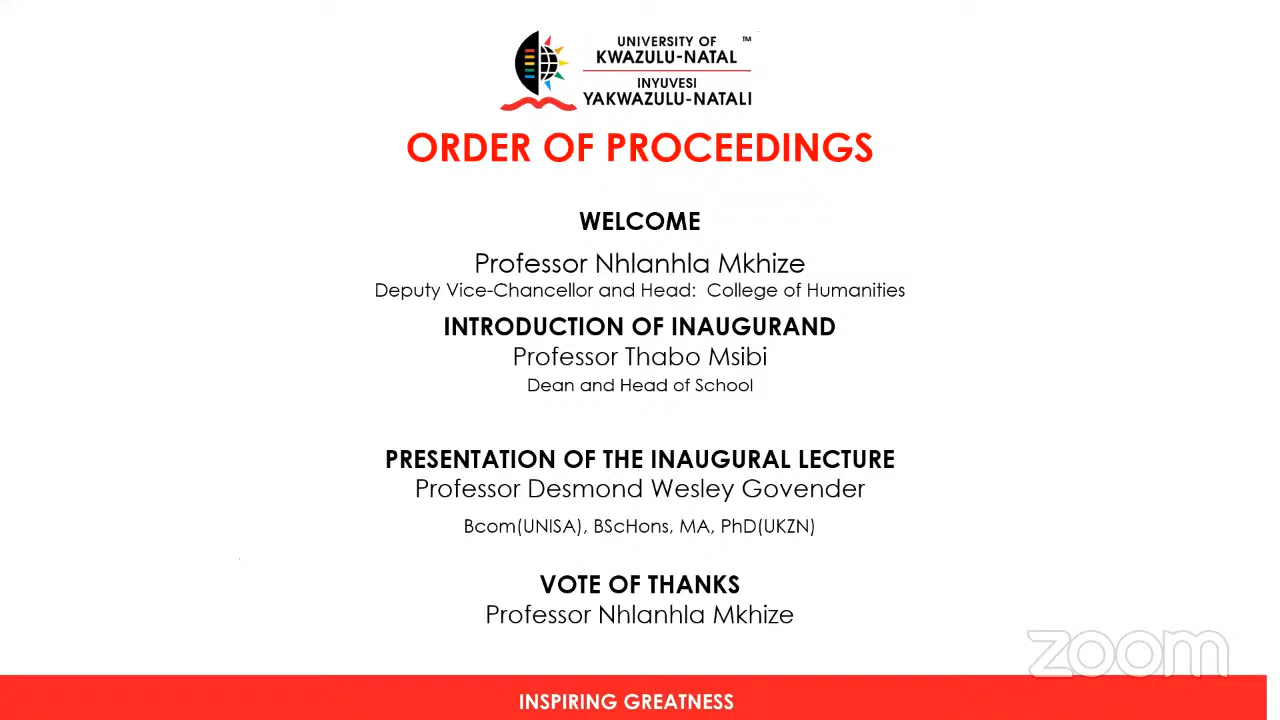 UNIVERSITY OF ™
KWAZULU-NATAL
INYUVESI
YAKWAZULU-NATALI
ORDER OF PROCEEDINGS
WELCOME
Professor Nhlanhla Mkhize
Deputy Vice-Chancellor and Head: College of Humanities
INTRODUCTION OF INAUGURAND
Professor Thabo Msibi
Dean and Head of School
PRESENTATION OF THE INAUGURAL LECTURE
Professor Desmond Wesley Govender
Bcom(UNISA), BScHons, MA, PhD(UKZN)
VOTE OF THANKS
Professor Nhlanhla Mkhize
zoom
INSPIRING GREATNESS